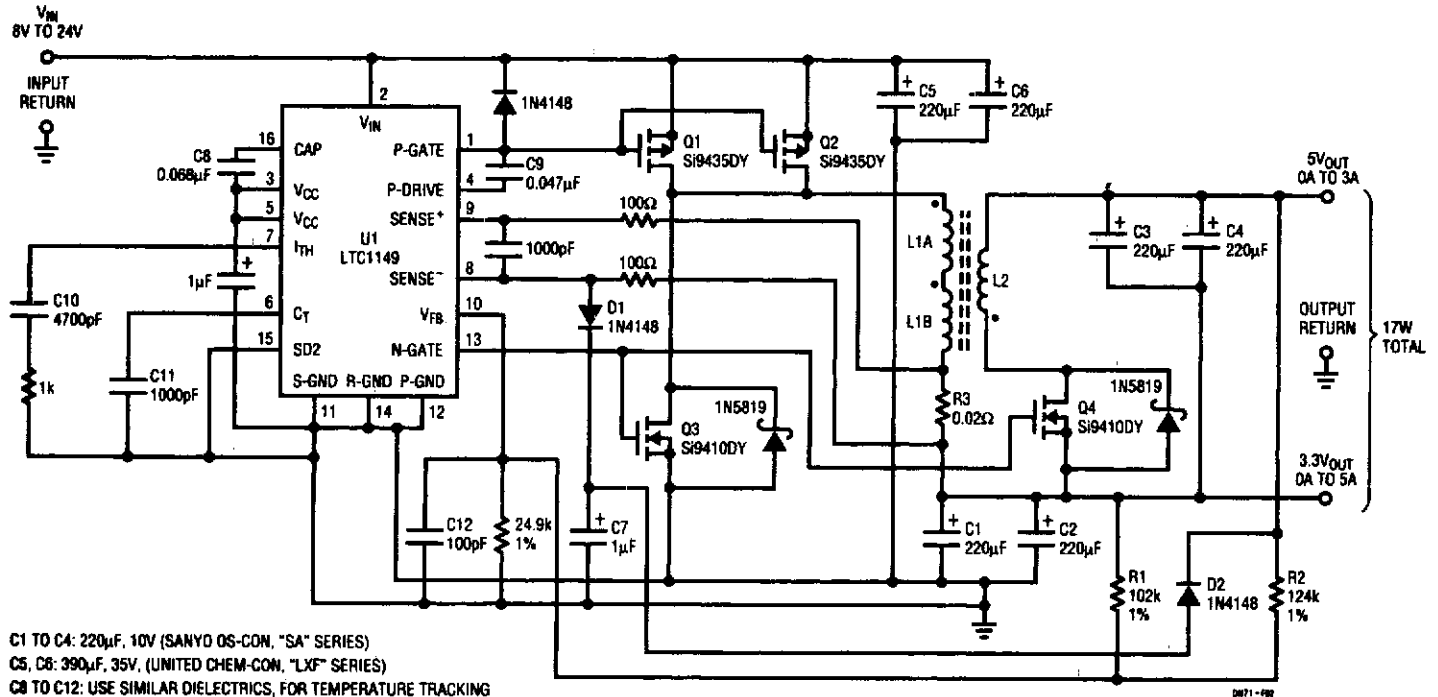 VIN
8V TO 24V
INPUT
RETURN
2
VIN
1N4148
16
CAP
P-GATE
1
C8
0.068µF
C9
0.047µF
3
VCC
P-DRIVE
4
5
VCC
SENSE+
9
100Ω
7
ITH
U1
LTC1149
1000pF
+
1µF
SENSE−
8
100Ω
C10
4700pF
6
CT
VFB
10
D1
1N4148
15
SD2
N-GATE
13
1k
C11
1000pF
S-GND R-GND P-GND
11
14
12
Q1
Si9435DY
Q2
Si9435DY
+
C5
220µF
+
C6
220µF
L1A
L1B
L2
+
C3
220µF
+
C4
220µF
5VOUT
0A TO 3A
OUTPUT
RETURN
17W
TOTAL
3.3VOUT
0A TO 5A
Q3
Si9410DY
1N5819
R3
0.02Ω
Q4
Si9410DY
1N5819
C12
100pF
24.9k
1%
+
C7
1µF
+
C1
220µF
+
C2
220µF
R1
102k
1%
D2
1N4148
R2
124k
1%
C1 TO C4: 220µF, 10V (SANYO OS-CON, "SA" SERIES)
C5, C6: 390µF, 35V, (UNITED CHEM-CON, "LXF" SERIES)
C8 TO C12: USE SIMILAR DIELECTRICS, FOR TEMPERATURE TRACKING